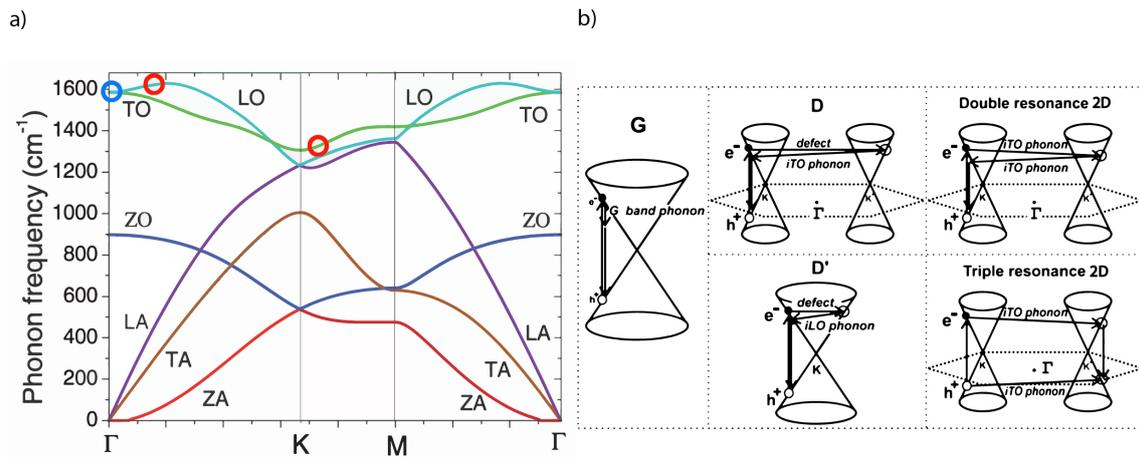 a)
Phonon frequency (cm⁻¹)
1600
1400
1200
1000
800
600
400
200
0
TO
LO
LO
TO
ZO
ZO
LA
TA
ZA
LA
TA
ZA
Γ
K
M
Γ
b)
G
e⁻
G band phonon
h⁺
D
defect
e⁻
iTO phonon
K
K'
Γ
h⁺
Double resonance 2D
iTO phonon
e⁻
iTO phonon
K
K'
Γ
h⁺
D'
defect
e⁻
iLO phonon
K
h⁺
Triple resonance 2D
iTO phonon
e⁻
K
K'
Γ
h⁺
iTO phonon